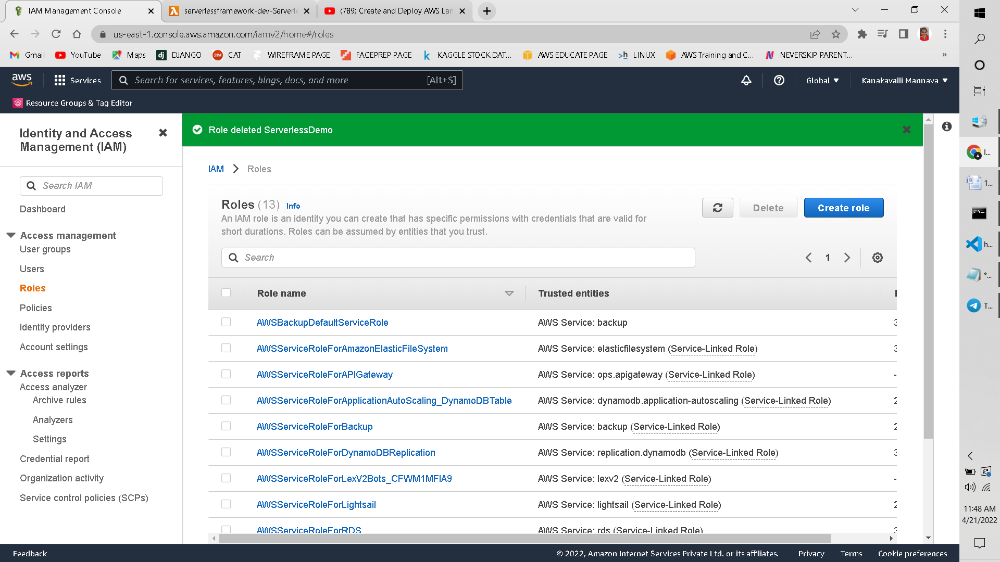 IAM Management Console
serverlessframework-dev-Serverle
(789) Create and Deploy AWS Lam
us-east-1.console.aws.amazon.com/iamv2/home#/roles
Gmail
YouTube
Maps
dj
DJANGO
2IIM
CAT
WIREFRAME PAGE
FACEPREP PAGE
k
KAGGLE STOCK DAT...
AWS EDUCATE PAGE
>h
LINUX
AWS Training and C...
NEVERSKIP PARENT...
»
aws
Services
Search for services, features, blogs, docs, and more
[Alt+S]
Global
Kanakavalli Mannava
Resource Groups & Tag Editor
Identity and Access
Management (IAM)
Search IAM
Dashboard
Access management
User groups
Users
Roles
Policies
Identity providers
Account settings
Access reports
Access analyzer
Archive rules
Analyzers
Settings
Credential report
Organization activity
Service control policies (SCPs)
Role deleted ServerlessDemo
IAM > Roles
Roles (13) Info
An IAM role is an identity you can create that has specific permissions with credentials that are valid for
short durations. Roles can be assumed by entities that you trust.
Delete
Create role
Search
1
Role name
Trusted entities
AWSBackupDefaultServiceRole
AWS Service: backup
AWSServiceRoleForAmazonElasticFileSystem
AWS Service: elasticfilesystem (Service-Linked Role)
AWSServiceRoleForAPIGateway
AWS Service: ops.apigateway (Service-Linked Role)
-
AWSServiceRoleForApplicationAutoScaling_DynamoDBTable
AWS Service: dynamodb.application-autoscaling (Service-Linked Role)
2
AWSServiceRoleForBackup
AWS Service: backup (Service-Linked Role)
2
AWSServiceRoleForDynamoDBReplication
AWS Service: replication.dynamodb (Service-Linked Role)
AWSServiceRoleForLexV2Bots_CFWM1MFIA9
AWS Service: lexv2 (Service-Linked Role)
-
AWSServiceRoleForLightsail
AWS Service: lightsail (Service-Linked Role)
2
AWSServiceRoleForRDS
AWS Service: rds (Service-Linked Role)
Feedback
© 2022, Amazon Internet Services Private Ltd. or its affiliates.
Privacy
Terms
Cookie preferences
I...
1...
h...
*...
T...
11:48 AM
4/21/2022